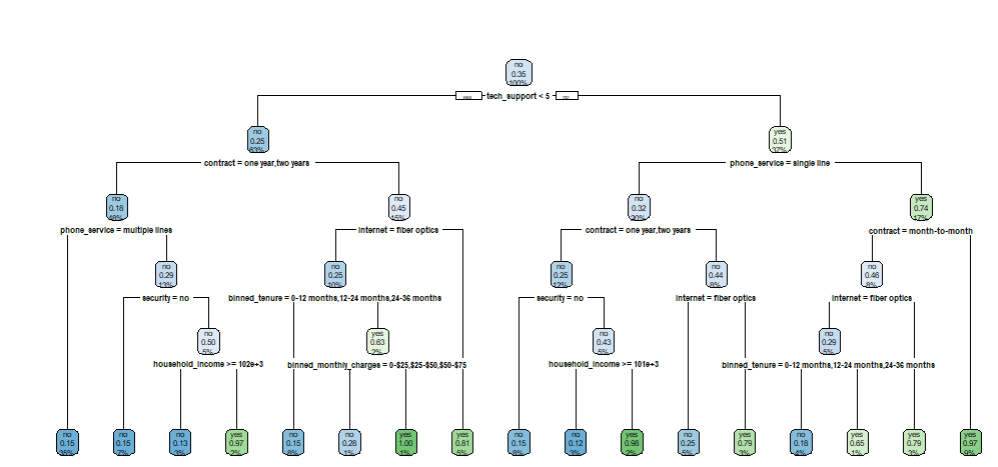 no
0.35
100%
yes tech_support < 5 no
no
0.25
63%
yes
0.51
37%
contract = one year,two years
phone_service = single line
no
0.18
48%
no
0.45
15%
no
0.32
20%
yes
0.74
17%
phone_service = multiple lines
internet = fiber optics
contract = one year,two years
contract = month-to-month
no
0.29
13%
no
0.25
10%
no
0.25
12%
no
0.44
8%
no
0.46
8%
security = no
binned_tenure = 0-12 months,12-24 months,24-36 months
security = no
internet = fiber optics
internet = fiber optics
no
0.50
5%
yes
0.63
2%
no
0.43
5%
no
0.29
5%
household_income >= 102e+3
binned_monthly_charges = 0-$25,$25-$50,$50-$75
household_income >= 101e+3
binned_tenure = 0-12 months,12-24 months,24-36 months
no
0.15
35%
no
0.15
7%
no
0.13
3%
yes
0.97
2%
no
0.15
8%
no
0.28
1%
yes
1.00
1%
yes
0.81
5%
no
0.15
8%
no
0.12
3%
yes
0.98
2%
no
0.25
5%
yes
0.79
3%
no
0.18
4%
yes
0.65
1%
yes
0.79
3%
yes
0.97
9%